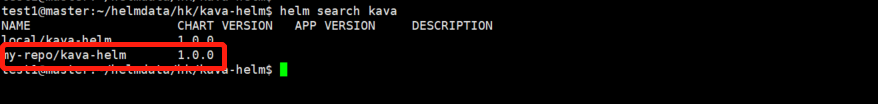 test1@master:~/helmdata/hk/kava-helm$ helm search kava
NAME CHART VERSION APP VERSION DESCRIPTION
local/kava-helm 1.0.0
my-repo/kava-helm 1.0.0
test1@master:~/helmdata/hk/kava-helm$